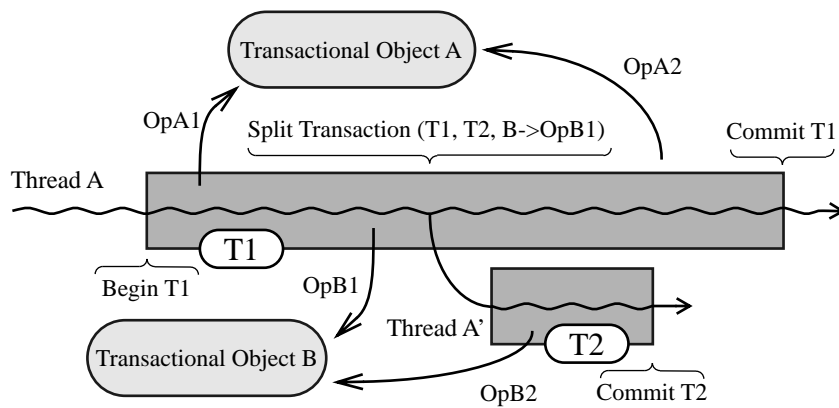 Transactional Object A
OpA2
OpA1
Split Transaction (T1, T2, B->OpB1)
Commit T1
Thread A
T1
Begin T1
OpB1
Thread A'
Transactional Object B
T2
OpB2
Commit T2